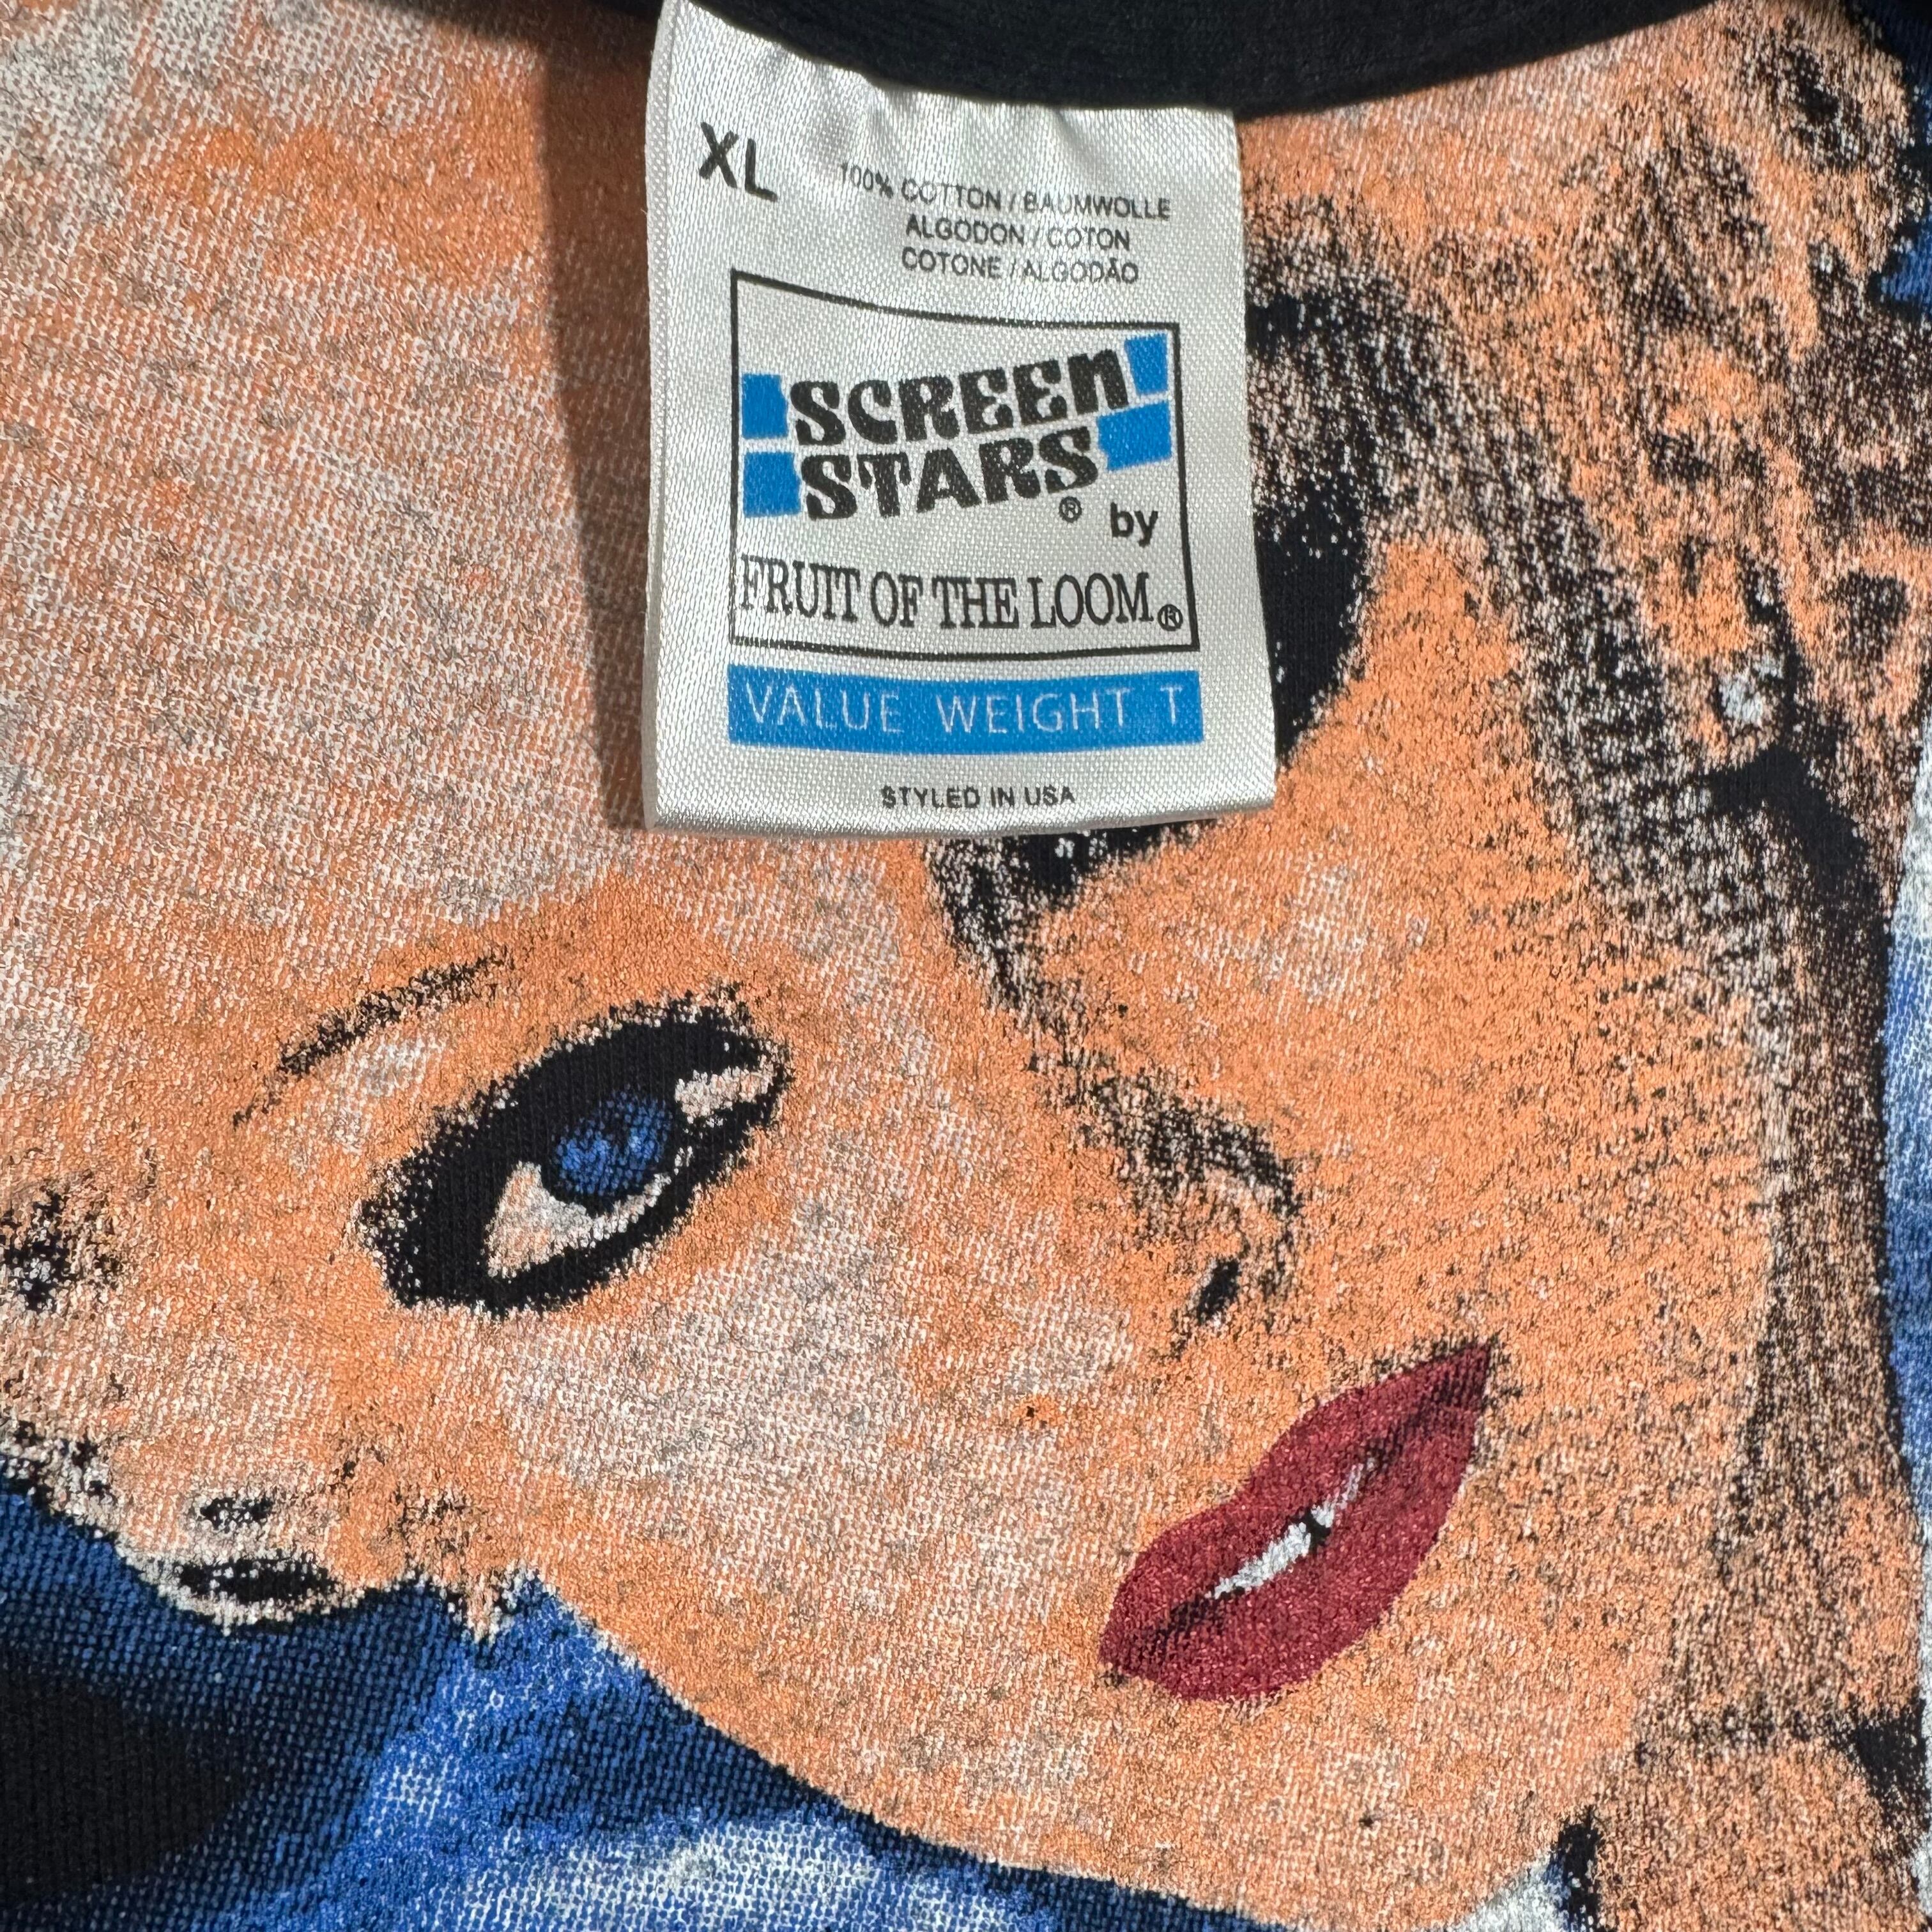 XL
100% COTTON / BAUMWOLLE
ALGODON / COTON
COTONE / ALGODÃO
SCREEN
STARS® by
FRUIT OF THE LOOM®
VALUE WEIGHT T
STYLED IN USA